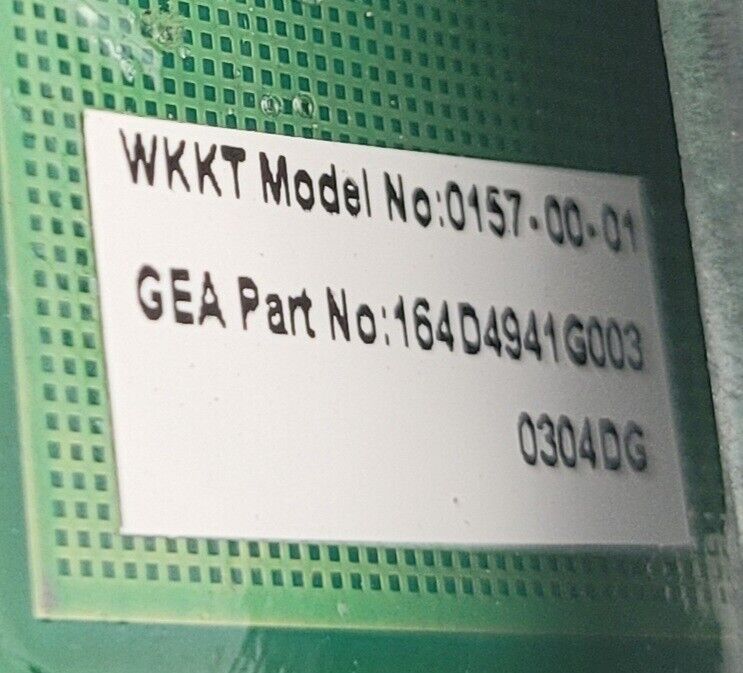 WKKT Model No:0157-00-01
GEA Part No:164D4941G003
0304DG